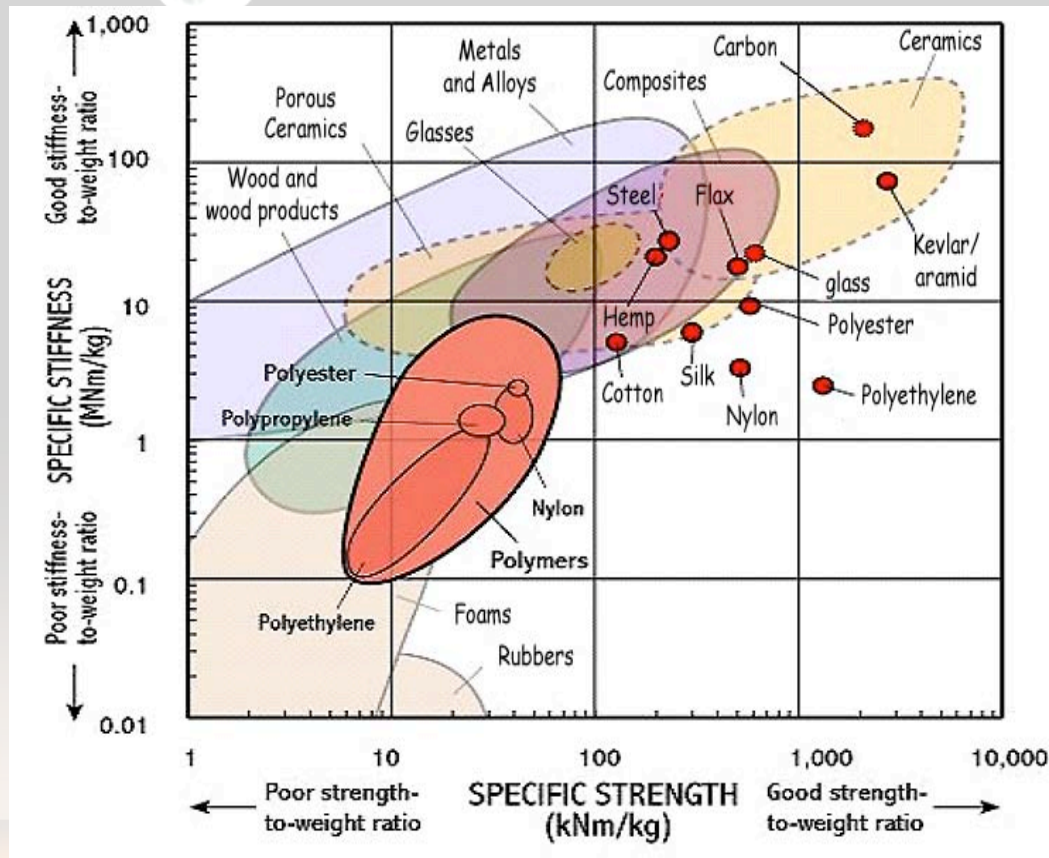 1,000
100
10
1
0.1
0.01
Good stiffness-
to-weight ratio
SPECIFIC STIFFNESS
(MNm/kg)
Poor stiffness-
to-weight ratio
Metals
and Alloys
Carbon
Ceramics
Composites
Porous
Ceramics
Glasses
Wood and
wood products
Steel
Flax
Kevlar/
aramid
glass
Hemp
Polyester
Cotton
Silk
Nylon
Polyethylene
Polyester
Polypropylene
Nylon
Polymers
Polyethylene
Foams
Rubbers
1
10
100
1,000
10,000
Poor strength-
to-weight ratio
SPECIFIC STRENGTH
(kNm/kg)
Good strength-
to-weight ratio